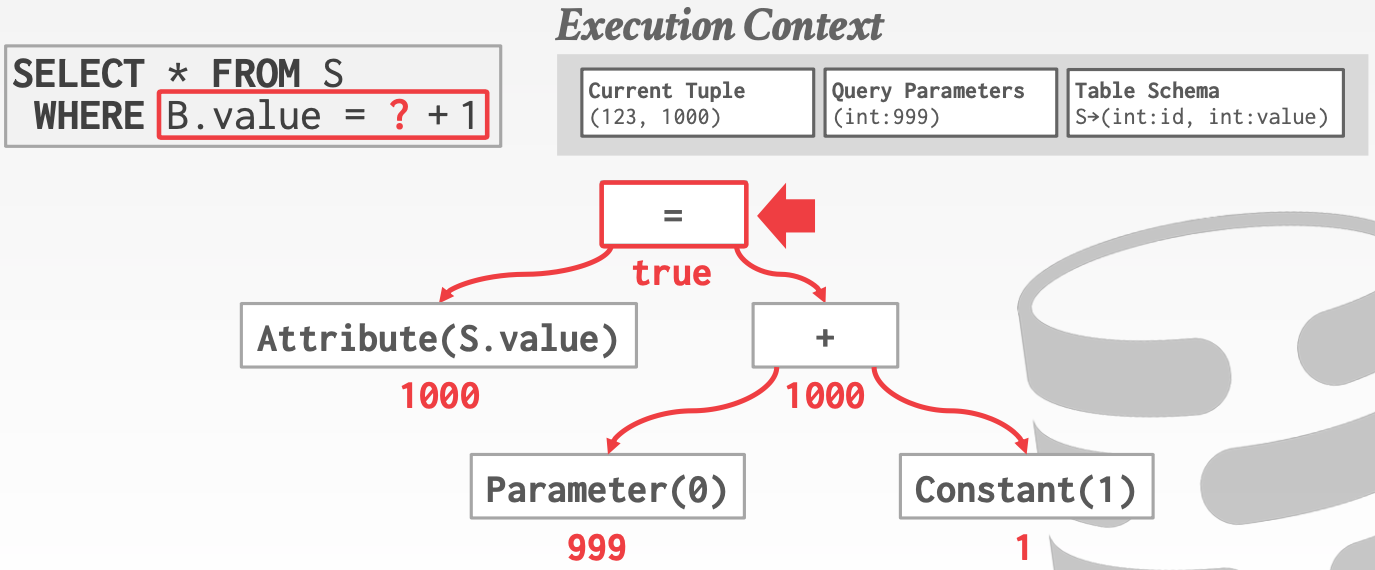 Execution Context
SELECT * FROM S
WHERE B.value = ? + 1
Current Tuple
(123, 1000)
Query Parameters
(int:999)
Table Schema
S→(int:id, int:value)
=
true
Attribute(S.value)
+
1000
1000
Parameter(0)
Constant(1)
999
1